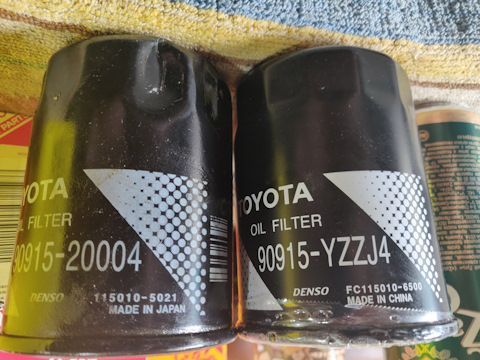 TOYOTA
OIL FILTER
90915-20004
DENSO
115010-5021
MADE IN JAPAN
TOYOTA
OIL FILTER
90915-YZZJ4
DENSO
FC115010-6500
MADE IN CHINA
PART